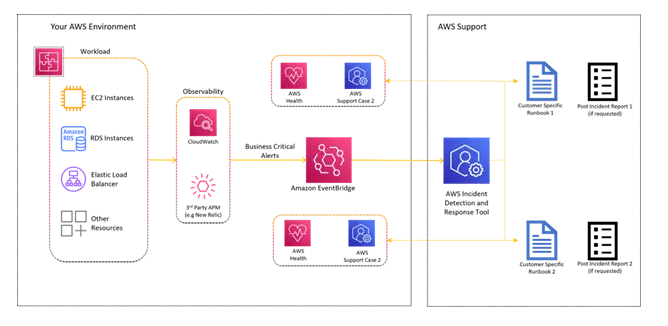 Your AWS Environment
Workload
EC2 Instances
Amazon
RDS
RDS Instances
Elastic Load
Balancer
Other
Resources
Observability
CloudWatch
3rd Party APM
(e.g New Relic)
Business Critical
Alerts
AWS
Health
AWS
Support Case 2
Amazon EventBridge
AWS
Health
AWS
Support Case 2
AWS Support
AWS Incident
Detection and
Response Tool
Customer Specific
Runbook 1
Post Incident Report 1
(if requested)
Customer Specific
Runbook 2
Post Incident Report 2
(if requested)